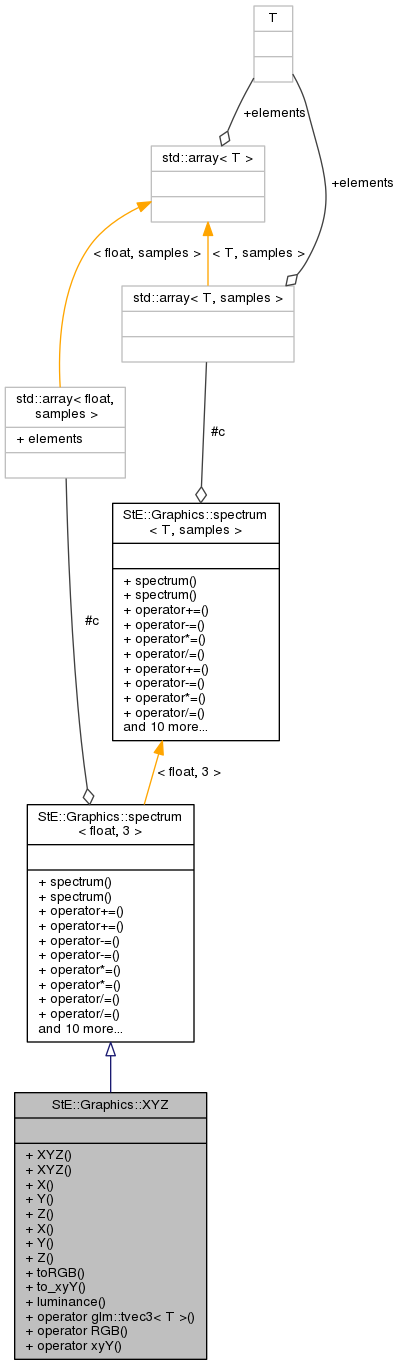 T
+elements
+elements
std::array< T >
< float, samples >
< T, samples >
std::array< T, samples >
std::array< float,
samples >
+ elements
#c
StE::Graphics::spectrum
< T, samples >
+ spectrum()
+ spectrum()
+ operator+=()
+ operator-=()
+ operator*=()
+ operator/=()
+ operator+=()
+ operator-=()
+ operator*=()
+ operator/=()
and 10 more...
#c
< float, 3 >
StE::Graphics::spectrum
< float, 3 >
+ spectrum()
+ spectrum()
+ operator+=()
+ operator+=()
+ operator-=()
+ operator-=()
+ operator*=()
+ operator*=()
+ operator/=()
+ operator/=()
and 10 more...
StE::Graphics::XYZ
+ XYZ()
+ XYZ()
+ X()
+ Y()
+ Z()
+ X()
+ Y()
+ Z()
+ toRGB()
+ to_xyY()
+ luminance()
+ operator glm::tvec3< T >()
+ operator RGB()
+ operator xyY()